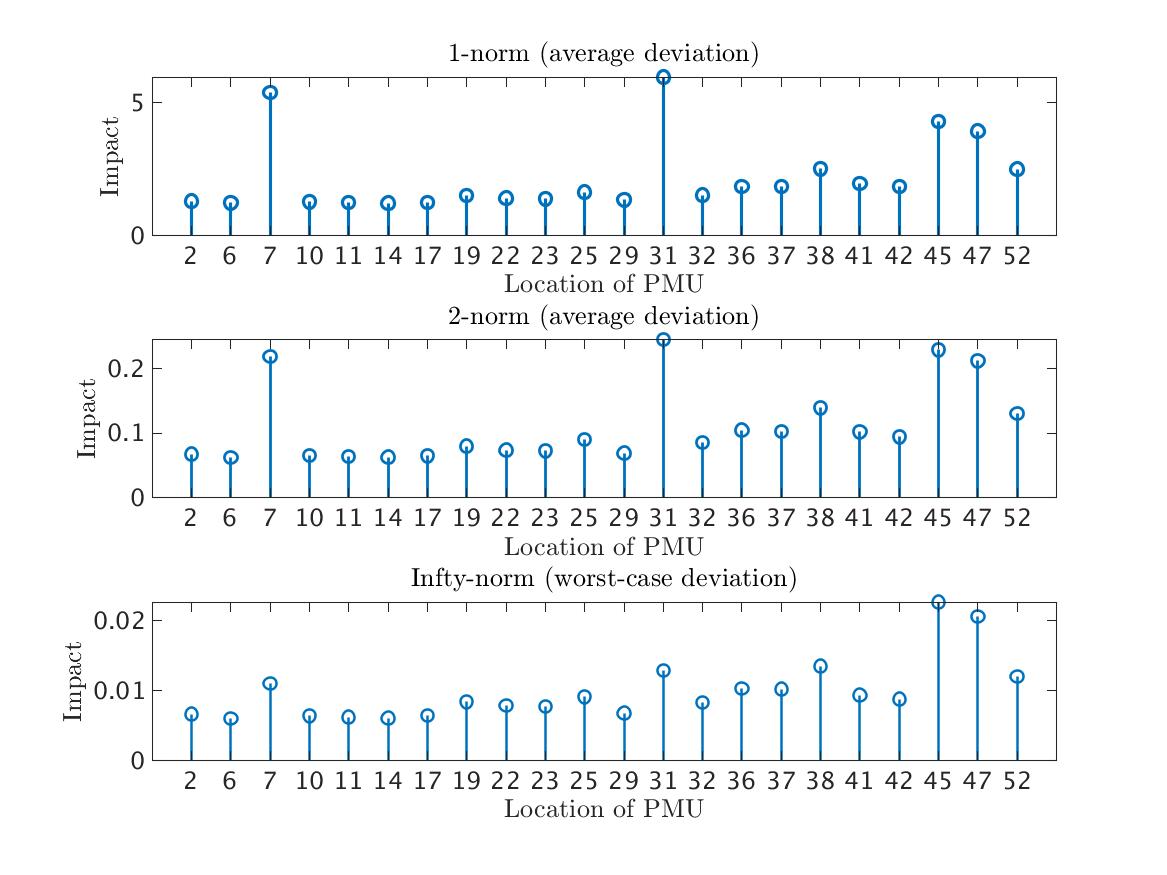 1-norm (average deviation)
Impact
5
0
2 6 7 10 11 14 17 19 22 23 25 29 31 32 36 37 38 41 42 45 47 52
Location of PMU
2-norm (average deviation)
Impact
0.2
0.1
0
2 6 7 10 11 14 17 19 22 23 25 29 31 32 36 37 38 41 42 45 47 52
Location of PMU
Infty-norm (worst-case deviation)
Impact
0.02
0.01
0
2 6 7 10 11 14 17 19 22 23 25 29 31 32 36 37 38 41 42 45 47 52
Location of PMU